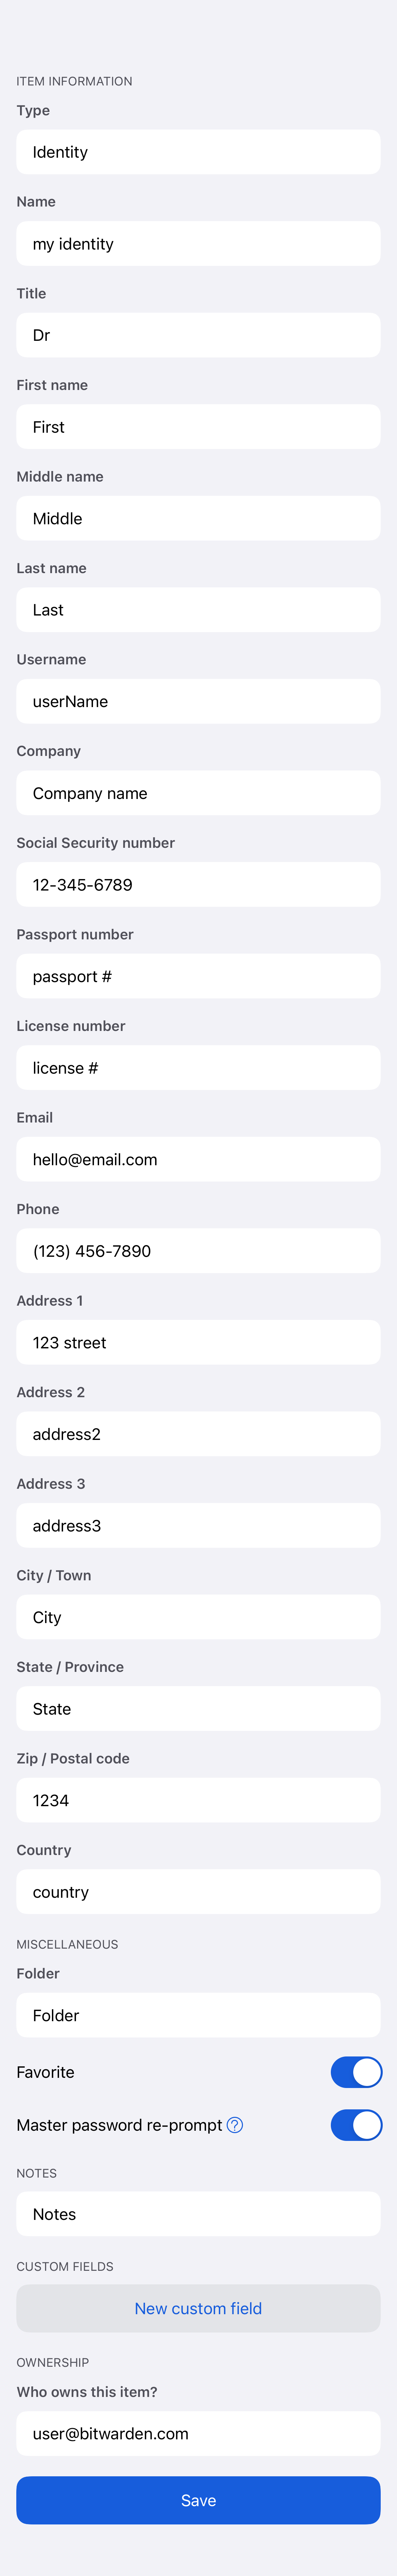 ITEM INFORMATION
Type
Identity
Name
my identity
Title
Dr
First name
First
Middle name
Middle
Last name
Last
Username
userName
Company
Company name
Social Security number
12-345-6789
Passport number
passport #
License number
license #
Email
hello@email.com
Phone
(123) 456-7890
Address 1
123 street
Address 2
address2
Address 3
address3
City / Town
City
State / Province
State
Zip / Postal code
1234
Country
country
MISCELLANEOUS
Folder
Folder
Favorite
Master password re-prompt ?
NOTES
Notes
CUSTOM FIELDS
New custom field
OWNERSHIP
Who owns this item?
user@bitwarden.com
Save